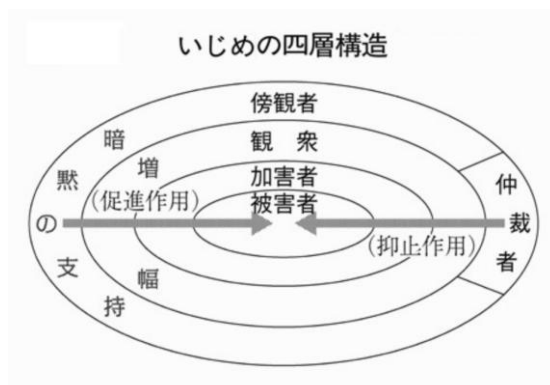 いじめの四層構造
傍観者
観衆
加害者
被害者
暗黙の支持
増幅
(促進作用)
(抑止作用)
仲裁者